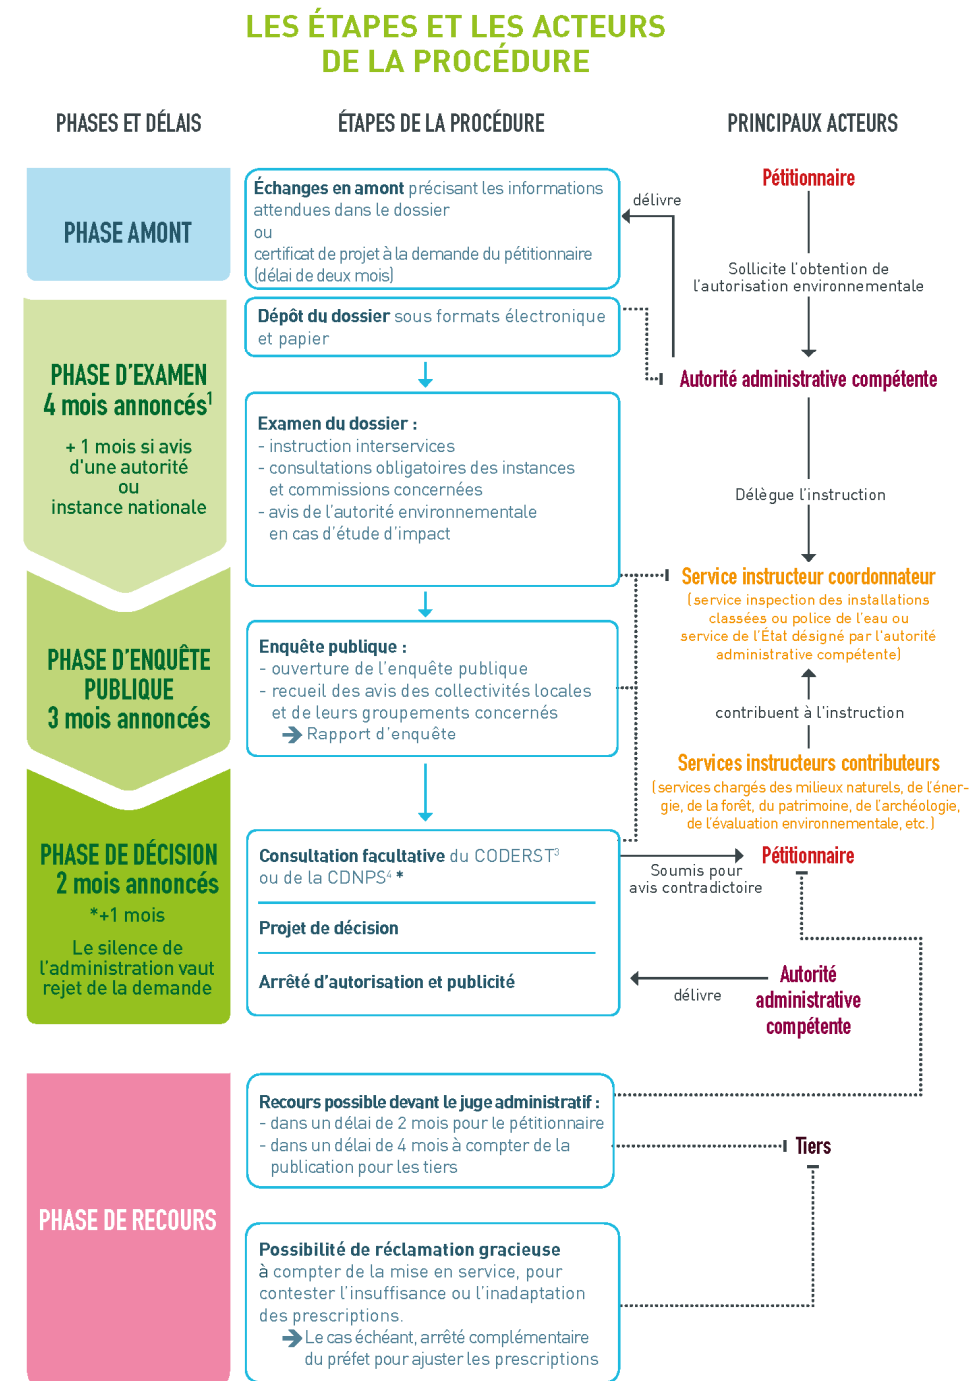 LES ÉTAPES ET LES ACTEURS
DE LA PROCÉDURE
PHASES ET DÉLAIS
ÉTAPES DE LA PROCÉDURE
PRINCIPAUX ACTEURS
PHASE AMONT
Échanges en amont précisant les informations
attendues dans le dossier
ou
certificat de projet à la demande du pétitionnaire
(délai de deux mois)
délivre
Pétitionnaire
Sollicite l'obtention de
l'autorisation environnementale
Dépôt du dossier sous formats électronique
et papier
Autorité administrative compétente
PHASE D'EXAMEN
4 mois annoncés1
+ 1 mois si avis
d'une autorité
ou
instance nationale
Examen du dossier :
- instruction interservices
- consultations obligatoires des instances
et commissions concernées
- avis de l'autorité environnementale
en cas d'étude d'impact
Délègue l'instruction
Service instructeur coordonnateur
(service inspection des installations
classées ou police de l'eau ou
service de l'État désigné par l'autorité
administrative compétente)
PHASE D'ENQUÊTE
PUBLIQUE
3 mois annoncés
Enquête publique :
- ouverture de l'enquête publique
- recueil des avis des collectivités locales
et de leurs groupements concernés
Rapport d'enquête
contribuent à l'instruction
Services instructeurs contributeurs
(services chargés des milieux naturels, de l'éner-
gie, de la forêt, du patrimoine, de l'archéologie,
de l'évaluation environnementale, etc.)
PHASE DE DÉCISION
2 mois annoncés
*+1 mois
Le silence de
l'administration vaut
rejet de la demande
Consultation facultative du CODERST3
ou de la CDNPS4 *
Projet de décision
Arrêté d'autorisation et publicité
Soumis pour
avis contradictoire
Pétitionnaire
délivre
Autorité
administrative
compétente
PHASE DE RECOURS
Recours possible devant le juge administratif :
- dans un délai de 2 mois pour le pétitionnaire
- dans un délai de 4 mois à compter de la
publication pour les tiers
Tiers
Possibilité de réclamation gracieuse
à compter de la mise en service, pour
contester l'insuffisance ou l'inadaptation
des prescriptions.
Le cas échéant, arrêté complémentaire
du préfet pour ajuster les prescriptions